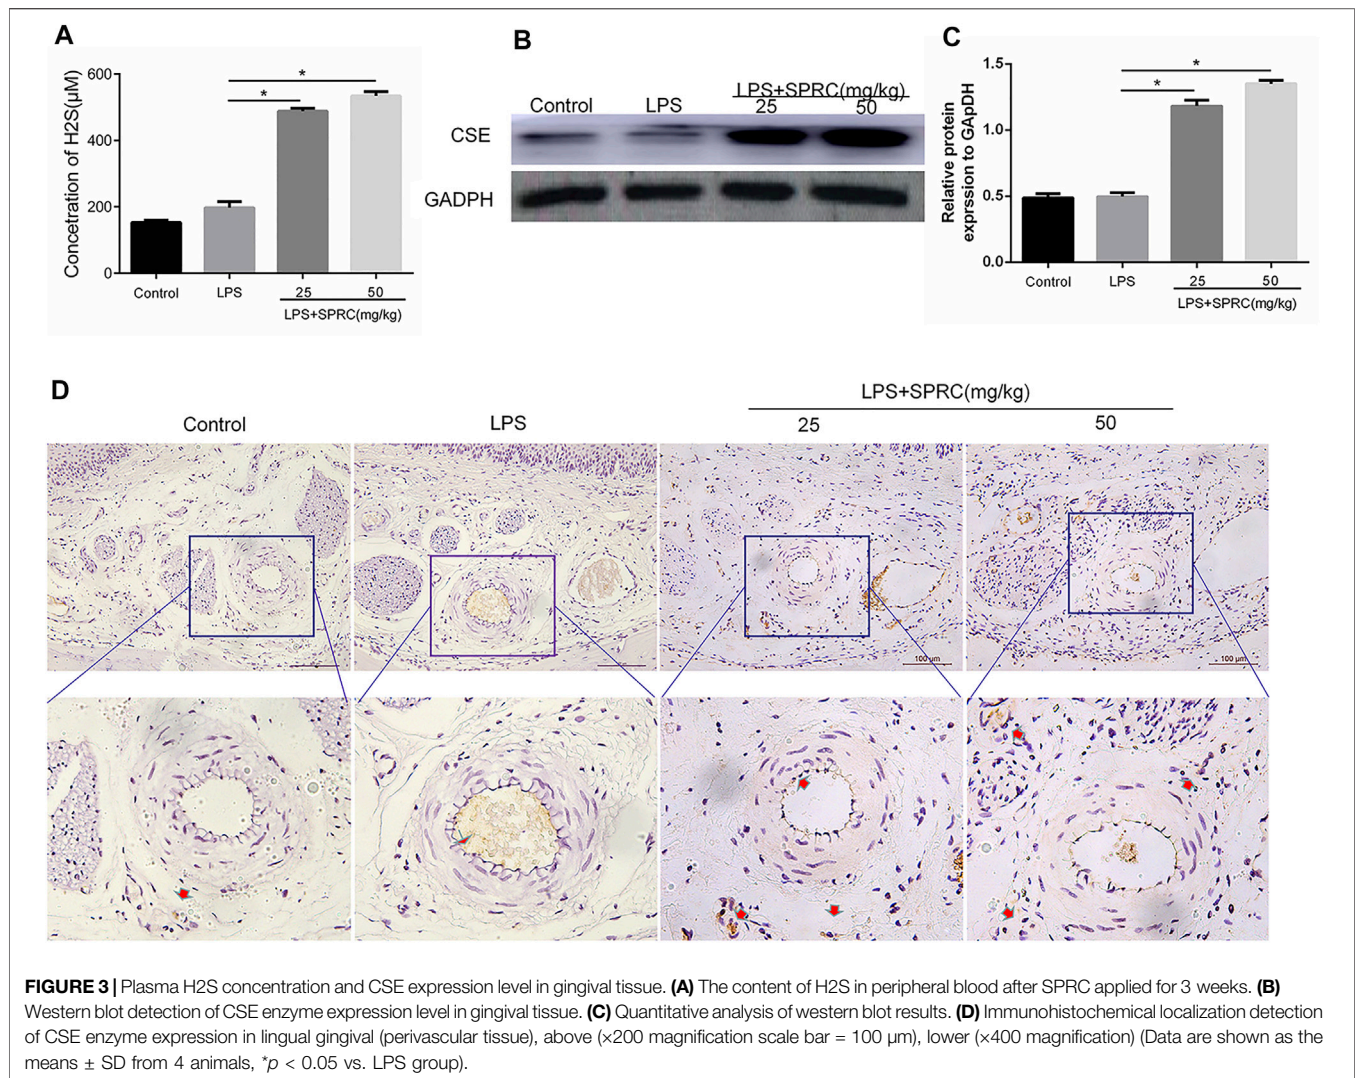 A
Concetration of H2S(μM)
600
400
200
0
*
*
Control
LPS
25
50
LPS+SPRC(mg/kg)
B
Control
LPS
LPS+SPRC(mg/kg)
25
50
CSE
GADPH
C
Relative protein
exprssion to GApDH
1.5
1.0
0.5
0.0
*
*
Control
LPS
25
50
LPS+SPRC(mg/kg)
D
Control
LPS
LPS+SPRC(mg/kg)
25
50
100 μm
100 μm
FIGURE 3 | Plasma H2S concentration and CSE expression level in gingival tissue. (A) The content of H2S in peripheral blood after SPRC applied for 3 weeks. (B)
Western blot detection of CSE enzyme expression level in gingival tissue. (C) Quantitative analysis of western blot results. (D) Immunohistochemical localization detection
of CSE enzyme expression in lingual gingival (perivascular tissue), above (×200 magnification scale bar = 100 μm), lower (×400 magnification) (Data are shown as the
means ± SD from 4 animals, *p < 0.05 vs. LPS group).